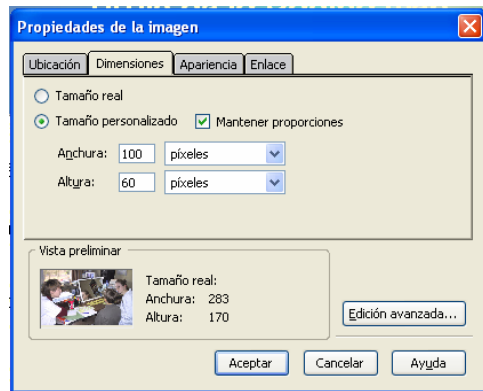 Propiedades de la imagen
Ubicación Dimensiones Apariencia Enlace
Tamaño real
Tamaño personalizado Mantener proporciones
Anchura: 100 píxeles
Altura: 60 píxeles
Vista preliminar
Tamaño real:
Anchura: 283
Altura: 170
Edición avanzada...
Aceptar Cancelar Ayuda